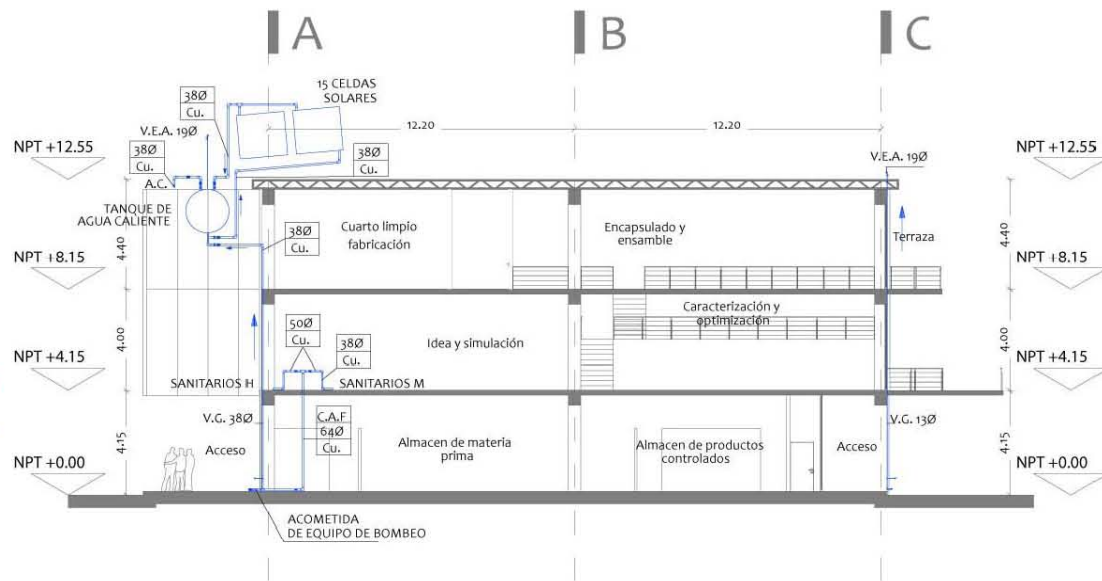 A
B
C
15 CELDAS
SOLARES
38Ø
Cu.
V.E.A. 19Ø
12.20
12.20
NPT +12.55
38Ø
Cu.
38Ø
Cu.
V.E.A. 19Ø
NPT +12.55
A.C.
TANQUE DE
AGUA CALIENTE
38Ø
Cu.
Cuarto limpio
fabricación
Encapsulado y
ensamble
Terraza
4.40
4.40
NPT +8.15
NPT +8.15
Caracterización y
optimización
50Ø
Cu.
38Ø
Cu.
Idea y simulación
4.00
4.00
NPT +4.15
NPT +4.15
SANITARIOS H
SANITARIOS M
V.G. 38Ø
C.A.F
64Ø
Cu.
V.G. 13Ø
Acceso
Almacen de materia
prima
Almacen de productos
controlados
Acceso
4.15
4.15
NPT +0.00
NPT +0.00
ACOMETIDA
DE EQUIPO DE BOMBEO